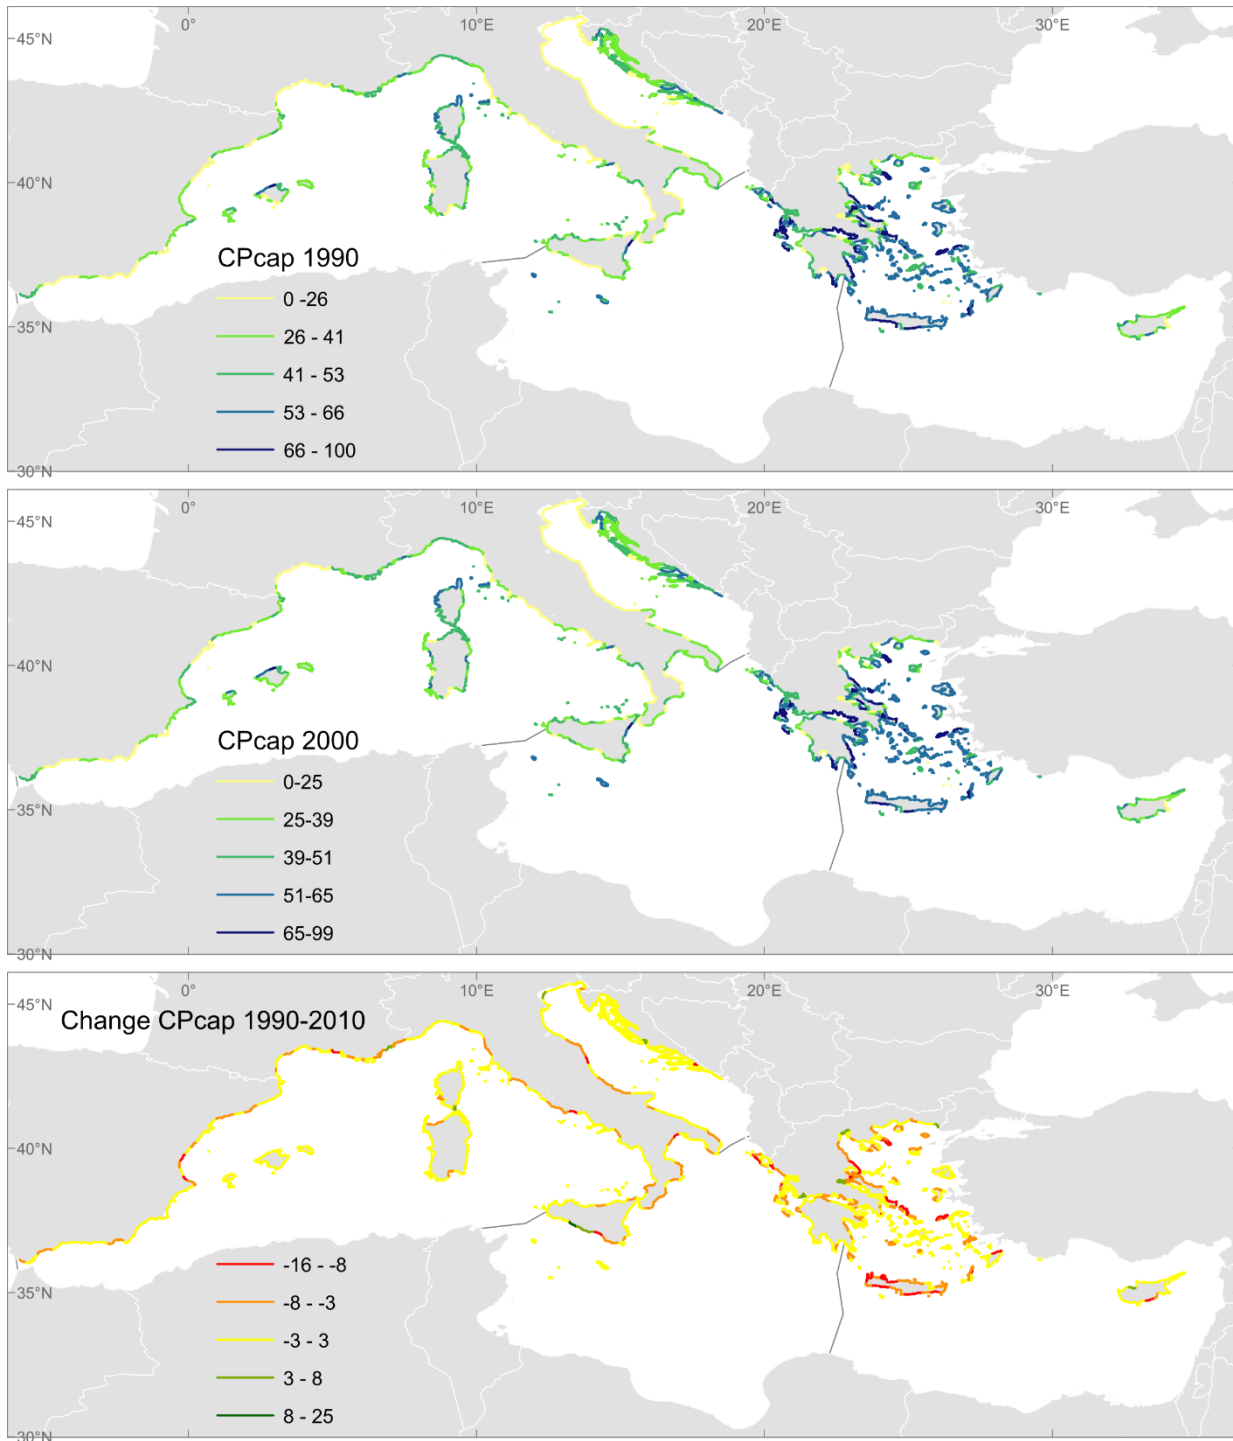 0° 10°E 20°E 30°E
45°N
40°N
CPcap 1990
0 -26
26 - 41
35°N
41 - 53
53 - 66
66 - 100
30°N
0° 10°E 20°E 30°E
45°N
40°N
CPcap 2000
0-25
25-39
35°N
39-51
51-65
65-99
30°N
0° 10°E 20°E 30°E
45°N
Change CPcap 1990-2010
40°N
-16 - -8
35°N
-8 - -3
-3 - 3
3 - 8
8 - 25
30°N